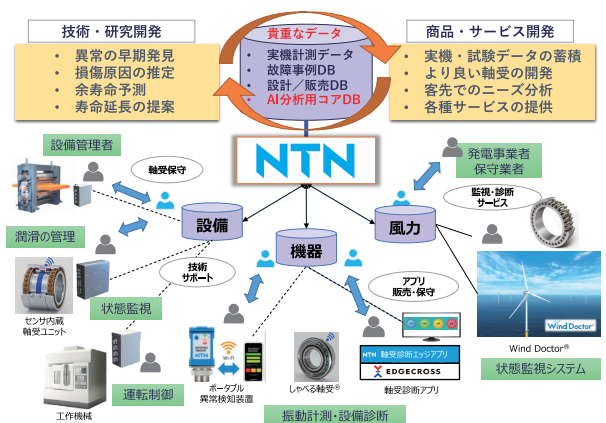 技術・研究開発
・ 異常の早期発見
・ 損傷原因の推定
・ 余寿命予測
・ 寿命延長の提案
貴重なデータ
・ 実機計測データ
・ 故障事例DB
・ 設計／販売DB
・ AI分析用コアDB
商品・サービス開発
・ 実機・試験データの蓄積
・ より良い軸受の開発
・ 客先でのニーズ分析
・ 各種サービスの提供
NTN
設備管理者
軸受保守
潤滑の管理
設備
機器
風力
発電事業者
保守業者
監視・診断
サービス
技術
サポート
アプリ
販売・保守
センサ内蔵
軸受ユニット
状態監視
工作機械
運転制御
NTN
Wi-Fi
ポータブル
異常検知装置
しゃべる軸受®
NTN 軸受診断エッジアプリ
EDGECROSS
軸受診断アプリ
振動計測・設備診断
Wind Doctor
Wind Doctor®
状態監視システム